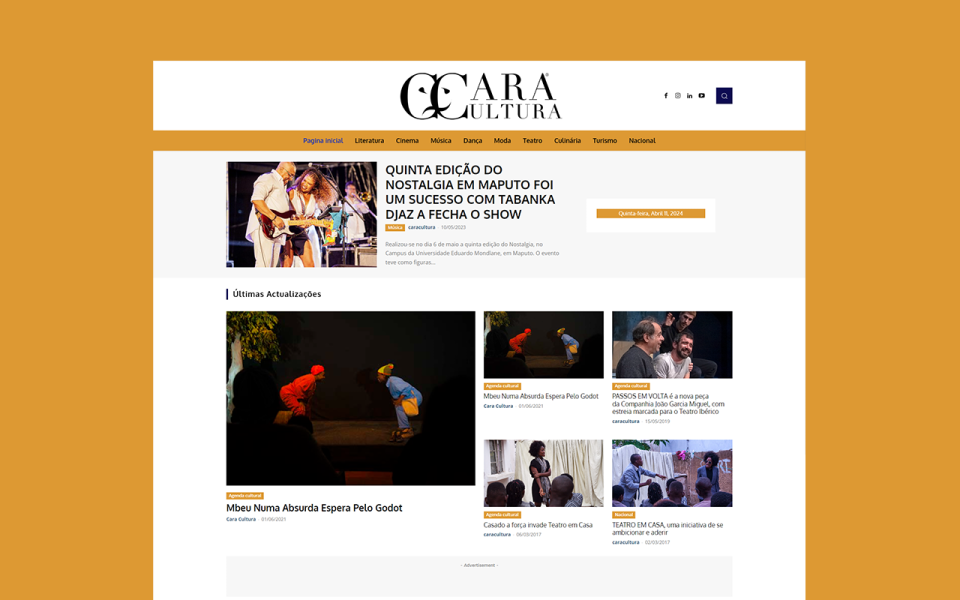 CARA
CULTURA
Pagina inicial Literatura Cinema Música Dança Moda Teatro Culinária Turismo Nacional
QUINTA EDIÇÃO DO
NOSTALGIA EM MAPUTO FOI
UM SUCESSO COM TABANKA
DJAZ A FECHA O SHOW
Música caracultura - 19/05/2023
Realizou-se no dia 6 de maio a quinta edição do Nostalgia, no
Campus da Universidade Eduardo Mondlane, em Maputo. O evento
teve como figuras...
Quinta-feira, Abril 11, 2024
Últimas Actualizações
Agenda cultural
Mbeu Numa Absurda Espera Pelo Godot
Cara Cultura - 01/06/2021
Agenda cultural
Mbeu Numa Absurda Espera Pelo Godot
Cara Cultura - 01/06/2021
Agenda cultural
PASSOS EM VOLTA é a nova peça
da Companhia João Garcia Miguel, com
estreia marcada para o Teatro Ibérico
caracultura - 15/09/2019
Agenda cultural
Casado a força invade Teatro em Casa
caracultura - 06/03/2017
Nacional
TEATRO EM CASA, uma iniciativa de se
ambicionar e aderir
caracultura - 02/03/2017
- Advertisement -